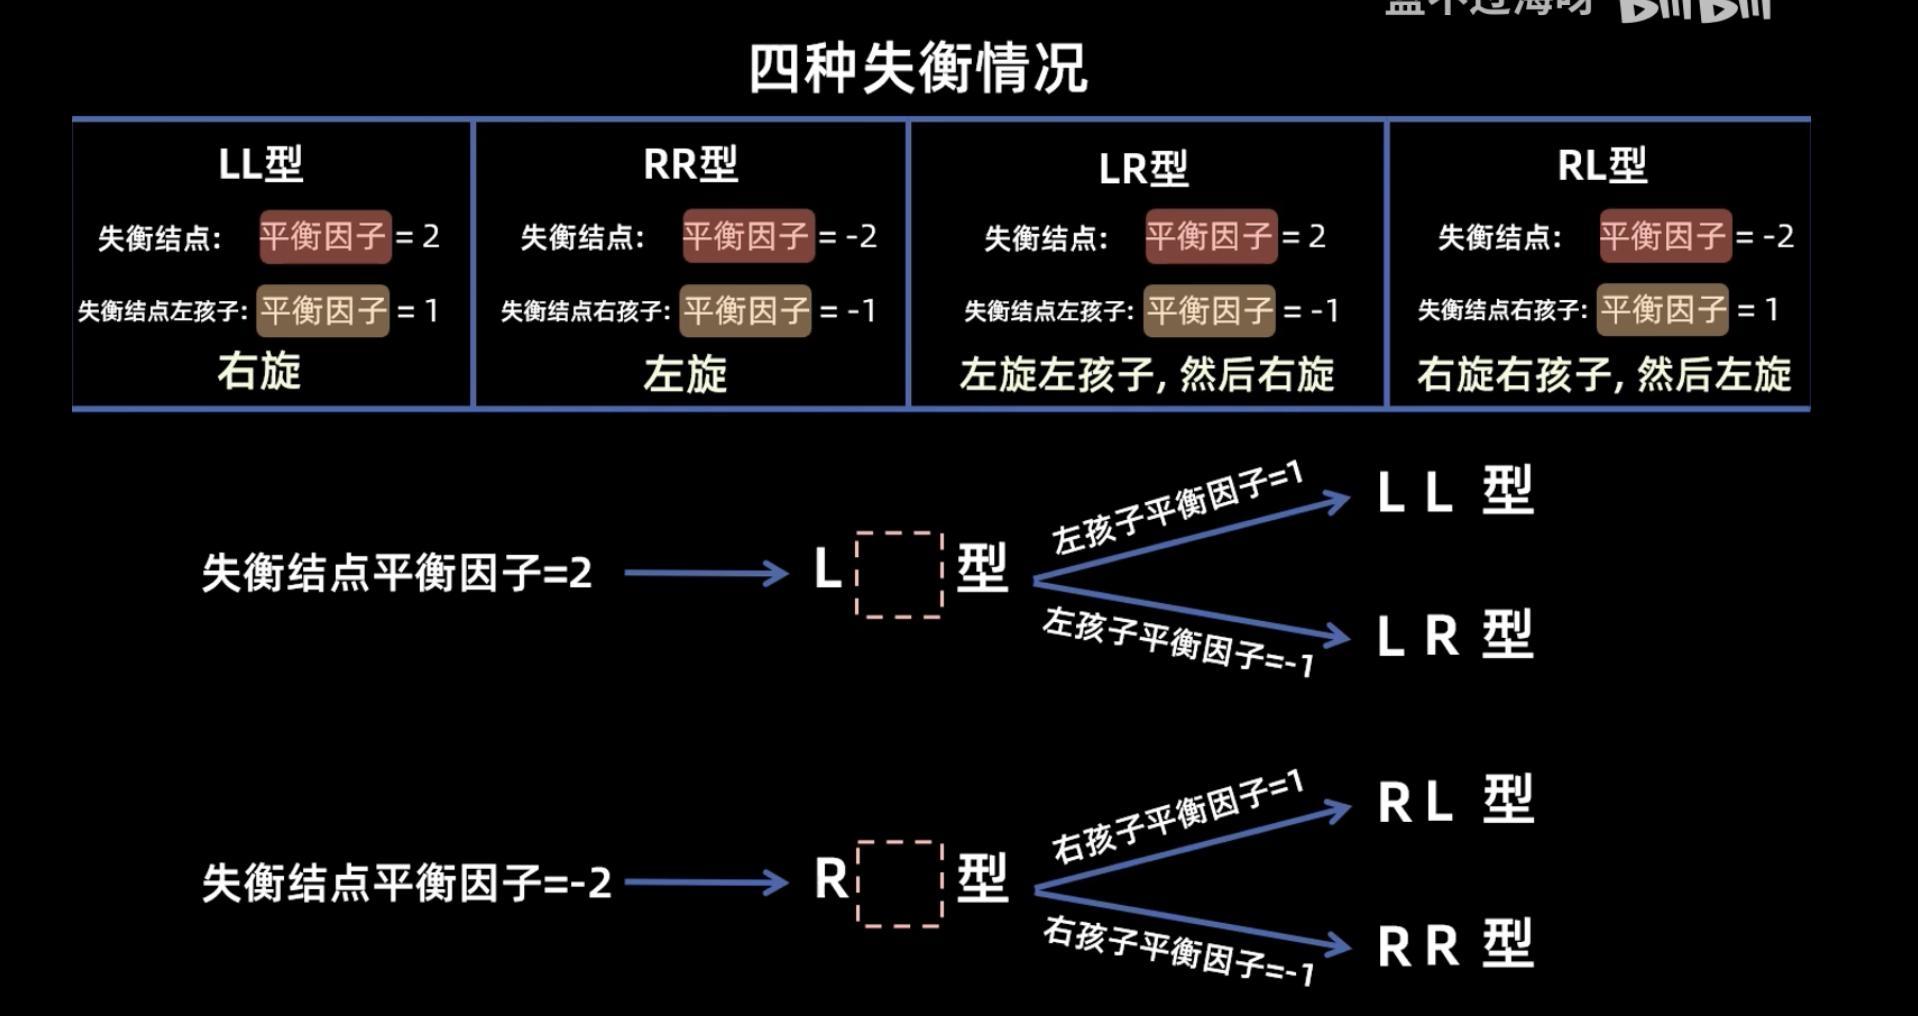 四种失衡情况
LL型
失衡结点: 平衡因子 = 2
失衡结点左孩子: 平衡因子 = 1
右旋
RR型
失衡结点: 平衡因子 = -2
失衡结点右孩子: 平衡因子 = -1
左旋
LR型
失衡结点: 平衡因子 = 2
失衡结点左孩子: 平衡因子 = -1
左旋左孩子, 然后右旋
RL型
失衡结点: 平衡因子 = -2
失衡结点右孩子: 平衡因子 = 1
右旋右孩子, 然后左旋
失衡结点平衡因子=2
L 型
左孩子平衡因子=1
L L 型
左孩子平衡因子=-1
L R 型
失衡结点平衡因子=-2
R 型
右孩子平衡因子=1
R L 型
右孩子平衡因子=-1
R R 型